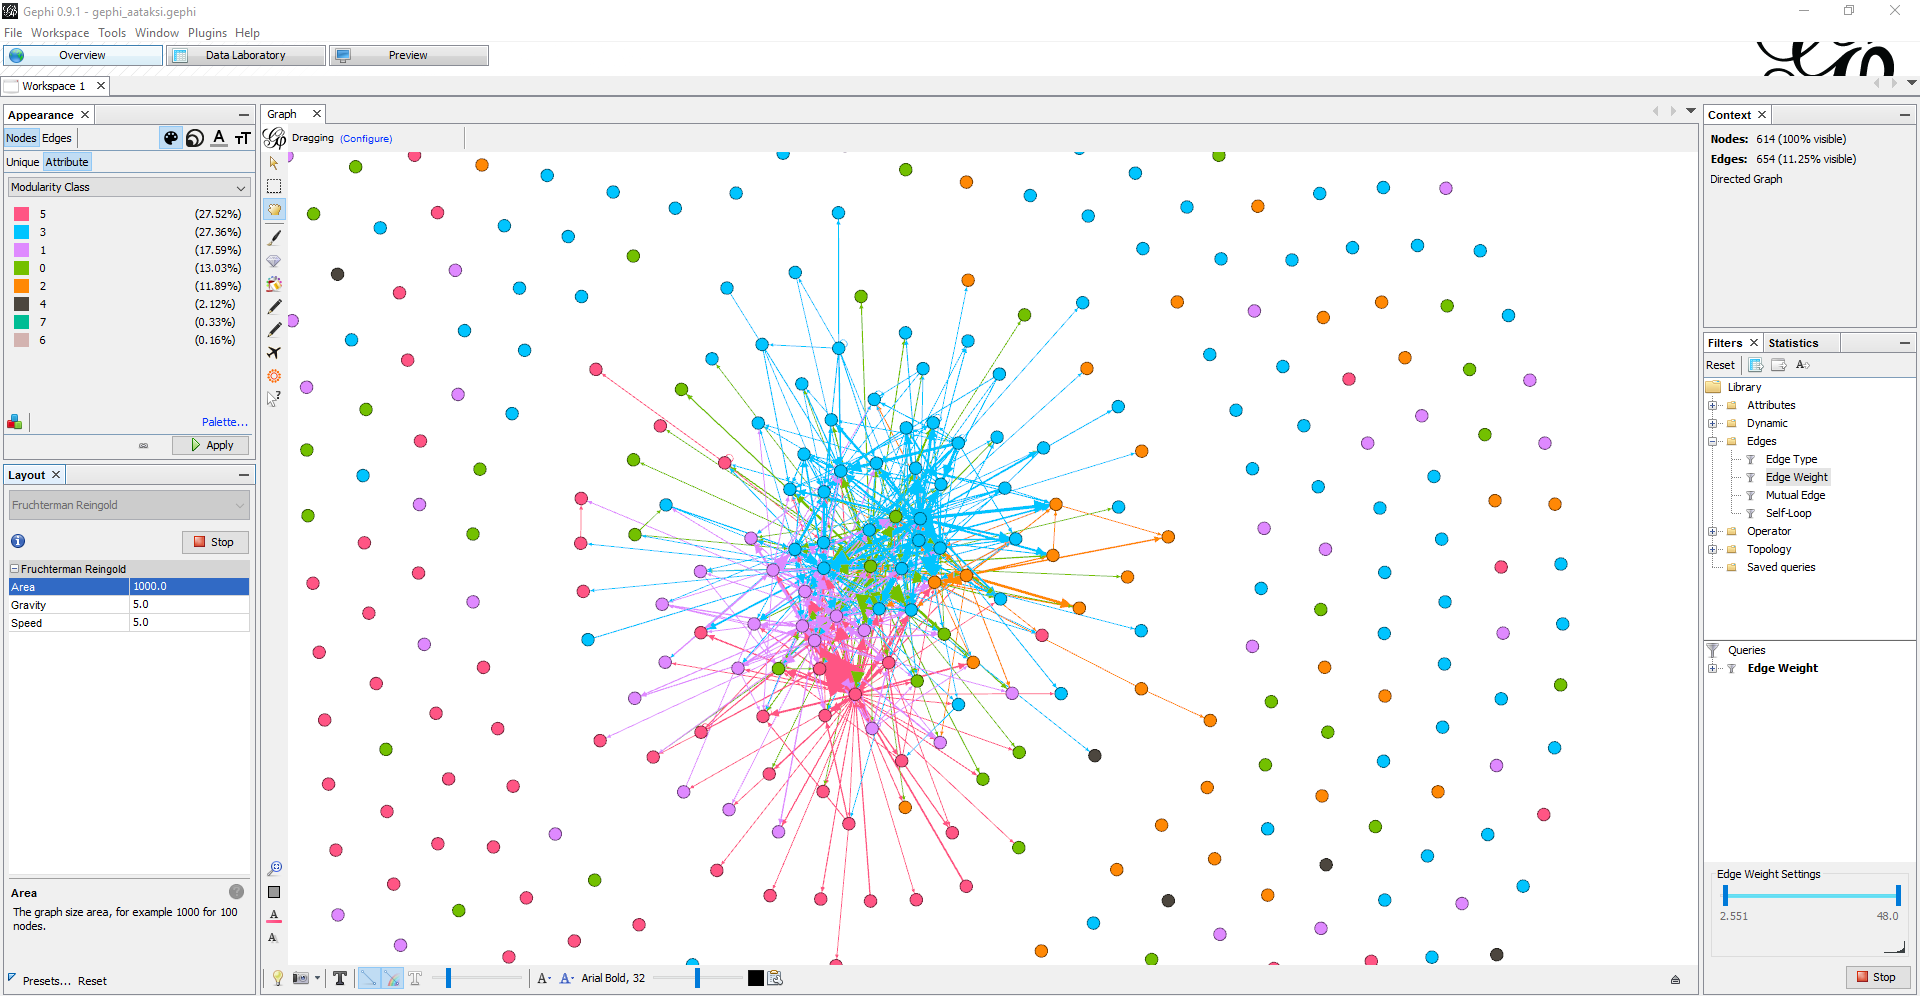 Gephi 0.9.1 - gephi_aataksi.gephi
File Workspace Tools Window Plugins Help
Overview Data Laboratory Preview
Workspace 1
Appearance
Nodes Edges
Unique Attribute
Modularity Class
5 (27.52%)
3 (27.36%)
1 (17.59%)
0 (13.03%)
2 (11.89%)
4 (2.12%)
7 (0.33%)
6 (0.16%)
Palette...
Apply
Layout
Fruchterman Reingold
Stop
Fruchterman Reingold
Area 1000.0
Gravity 5.0
Speed 5.0
Area
The graph size area, for example 1000 for 100
nodes.
Presets... Reset
Graph
Dragging (Configure)
Arial Bold, 32
Context
Nodes: 614 (100% visible)
Edges: 654 (11.25% visible)
Directed Graph
Filters Statistics
Reset
Library
Attributes
Dynamic
Edges
Edge Type
Edge Weight
Mutual Edge
Self-Loop
Operator
Topology
Saved queries
Queries
Edge Weight
Edge Weight Settings
2.551 48.0
Stop